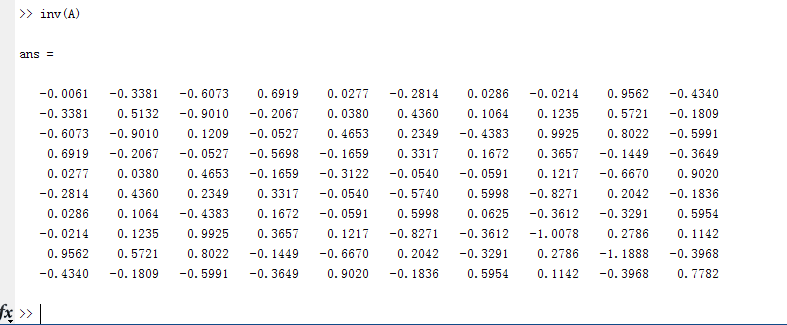 >> inv(A)
ans =
-0.0061 -0.3381 -0.6073 0.6919 0.0277 -0.2814 0.0286 -0.0214 0.9562 -0.4340
-0.3381 0.5132 -0.9010 -0.2067 0.0380 0.4360 0.1064 0.1235 0.5721 -0.1809
-0.6073 -0.9010 0.1209 -0.0527 0.4653 0.2349 -0.4383 0.9925 0.8022 -0.5991
0.6919 -0.2067 -0.0527 -0.5698 -0.1659 0.3317 0.1672 0.3657 -0.1449 -0.3649
0.0277 0.0380 0.4653 -0.1659 -0.3122 -0.0540 -0.0591 0.1217 -0.6670 0.9020
-0.2814 0.4360 0.2349 0.3317 -0.0540 -0.5740 0.5998 -0.8271 0.2042 -0.1836
0.0286 0.1064 -0.4383 0.1672 -0.0591 0.5998 0.0625 -0.3612 -0.3291 0.5954
-0.0214 0.1235 0.9925 0.3657 0.1217 -0.8271 -0.3612 -1.0078 0.2786 0.1142
0.9562 0.5721 0.8022 -0.1449 -0.6670 0.2042 -0.3291 0.2786 -1.1888 -0.3968
-0.4340 -0.1809 -0.5991 -0.3649 0.9020 -0.1836 0.5954 0.1142 -0.3968 0.7782
fx >>